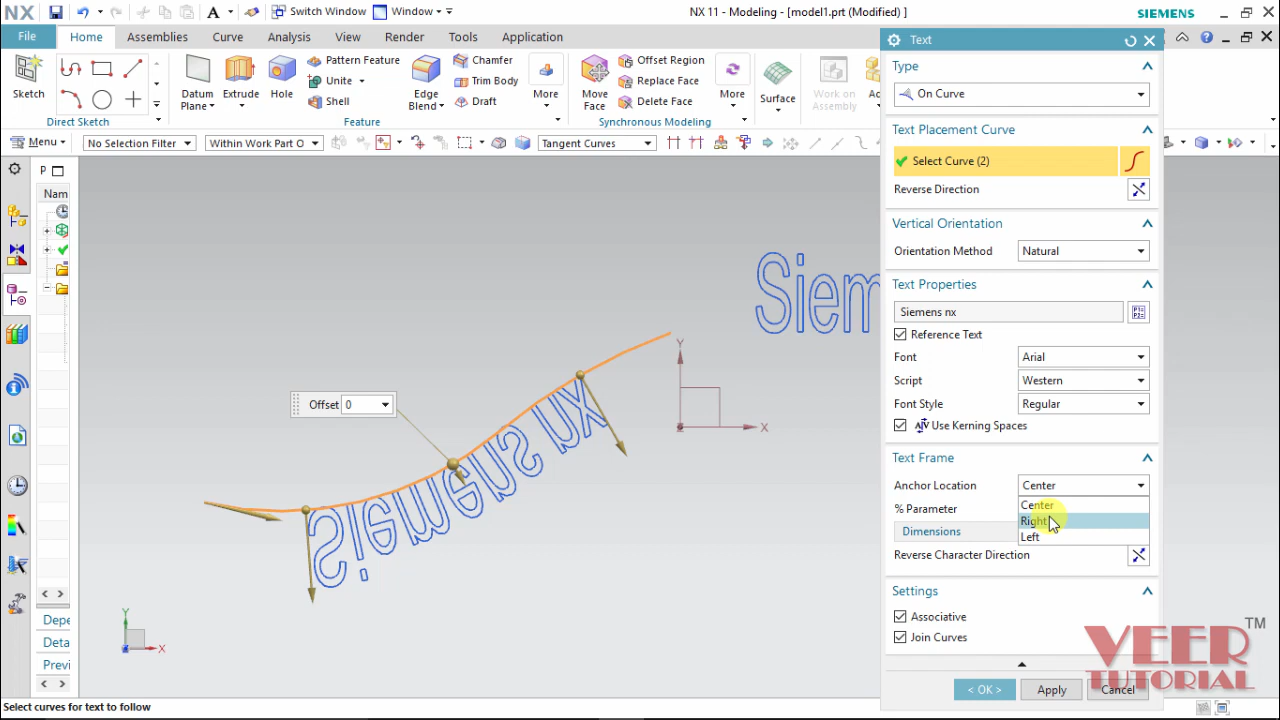 NX
Switch Window
Window
NX 11 - Modeling - [model1.prt (Modified) ]
SIEMENS
File
Home
Assemblies
Curve
Analysis
View
Render
Tools
Application
Sketch
Direct Sketch
Datum
Plane
Extrude
Hole
Pattern Feature
Unite
Shell
Edge
Blend
Chamfer
Trim Body
Draft
More
Feature
Move
Face
Offset Region
Replace Face
Delete Face
More
Synchronous Modeling
Surface
Work on
Assembly
Menu
No Selection Filter
Within Work Part O
Tangent Curves
P
Nam
Depe
Deta
Previ
Offset 0
Siemens nx
Siem
Y
X
Y
X
Text
Type
On Curve
Text Placement Curve
Select Curve (2)
Reverse Direction
Vertical Orientation
Orientation Method Natural
Text Properties
Siemens nx
Reference Text
Font Arial
Script Western
Font Style Regular
Use Kerning Spaces
Text Frame
Anchor Location Center
Center
% Parameter
Right
Dimensions
Left
Reverse Character Direction
Settings
Associative
Join Curves
< OK >
Apply
Cancel
VEER
TUTORIAL
TM
Select curves for text to follow